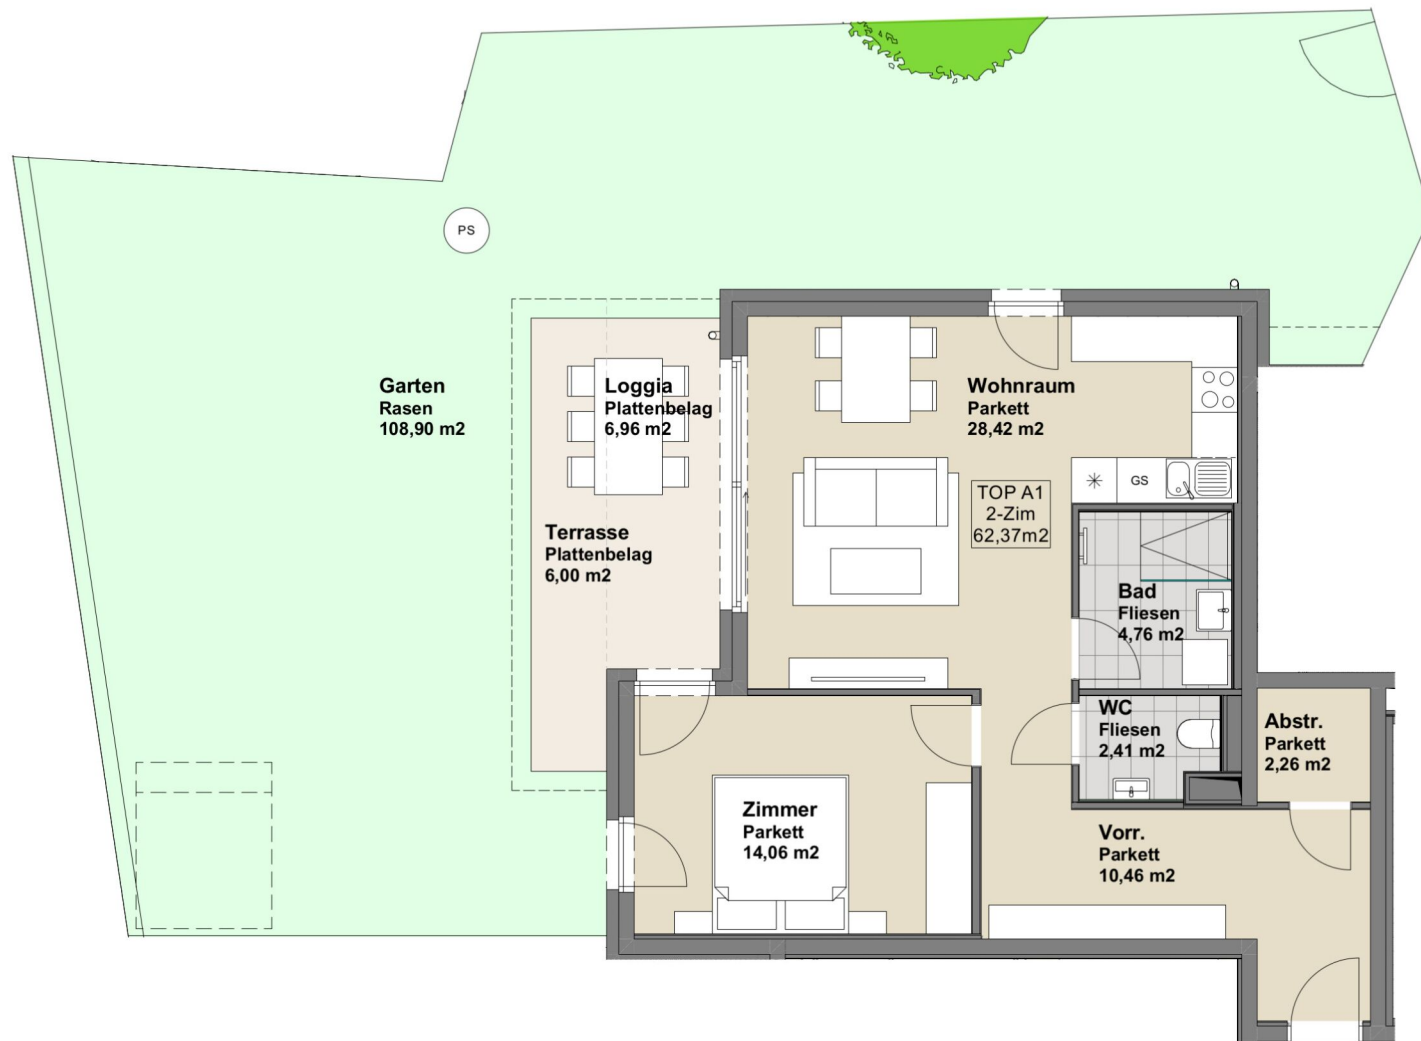 PS
Garten
Rasen
108,90 m2
Loggia
Plattenbelag
6,96 m2
Wohnraum
Parkett
28,42 m2
GS
TOP A1
2-Zim
62,37m2
Terrasse
Plattenbelag
6,00 m2
Bad
Fliesen
4,76 m2
WC
Fliesen
2,41 m2
Abstr.
Parkett
2,26 m2
Zimmer
Parkett
14,06 m2
Vorr.
Parkett
10,46 m2